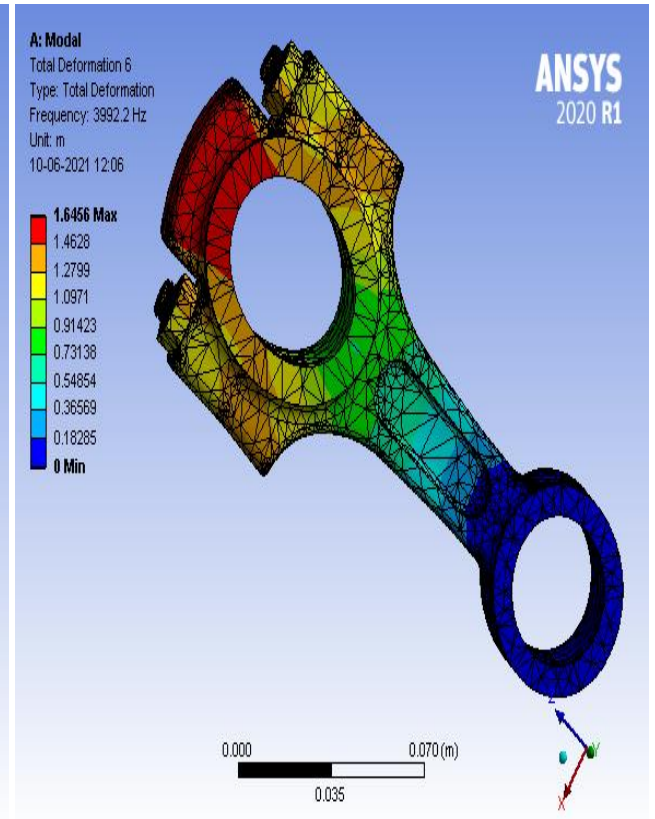 A: Modal
Total Deformation 6
Type: Total Deformation
Frequency: 3992.2 Hz
Unit: m
10-06-2021 12:06
ANSYS
2020 R1
1.6456 Max
1.4628
1.2799
1.0971
0.91423
0.73138
0.54854
0.36569
0.18285
0 Min
0.000
0.070 (m)
0.035
Z
Y
X